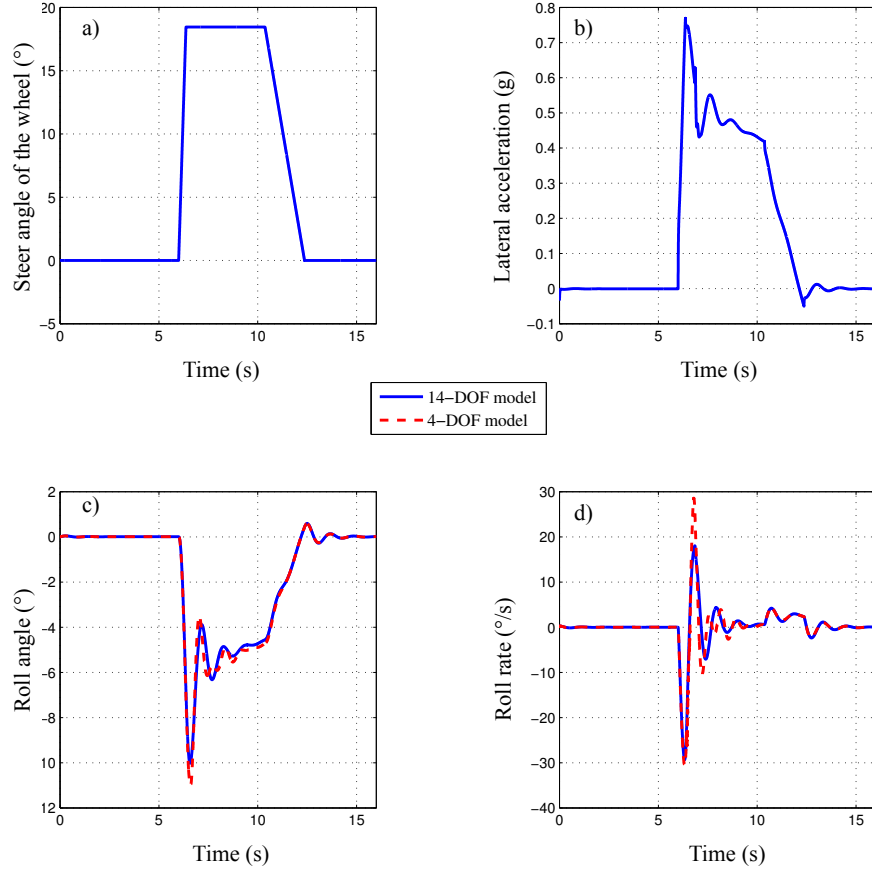 a)
Steer angle of the wheel (°)
20
15
10
5
0
−5
0 5 10 15
Time (s)
b)
Lateral acceleration (g)
0.8
0.7
0.6
0.5
0.4
0.3
0.2
0.1
0
−0.1
0 5 10 15
Time (s)
14−DOF model
4−DOF model
c)
Roll angle (°)
2
0
−2
−4
−6
−8
10
12
0 5 10 15
Time (s)
d)
Roll rate (°/s)
30
20
10
0
−10
−20
−30
−40
0 5 10 15
Time (s)